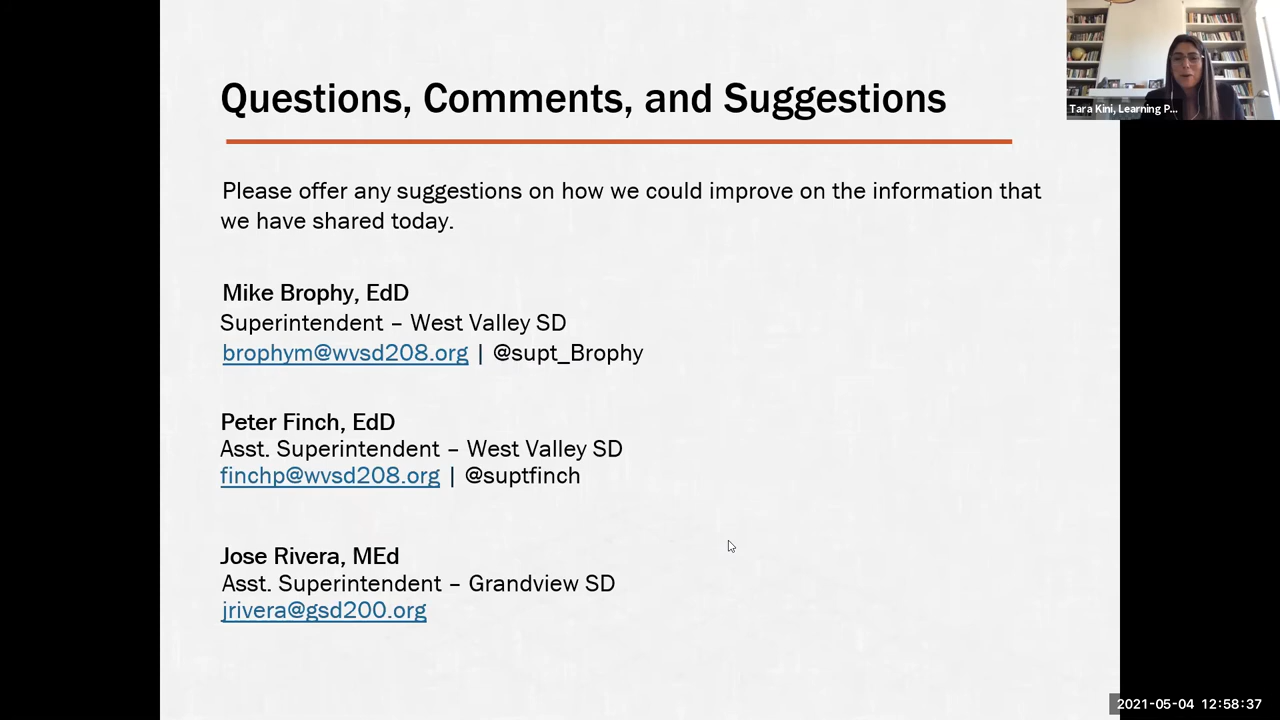 Questions, Comments, and Suggestions
Tara Kini, Learning P...
Please offer any suggestions on how we could improve on the information that
we have shared today.
Mike Brophy, EdD
Superintendent – West Valley SD
brophym@wvsd208.org | @supt_Brophy
Peter Finch, EdD
Asst. Superintendent – West Valley SD
finchp@wvsd208.org | @suptfinch
Jose Rivera, MEd
Asst. Superintendent – Grandview SD
jrivera@gsd200.org
2021-05-04 12:58:37